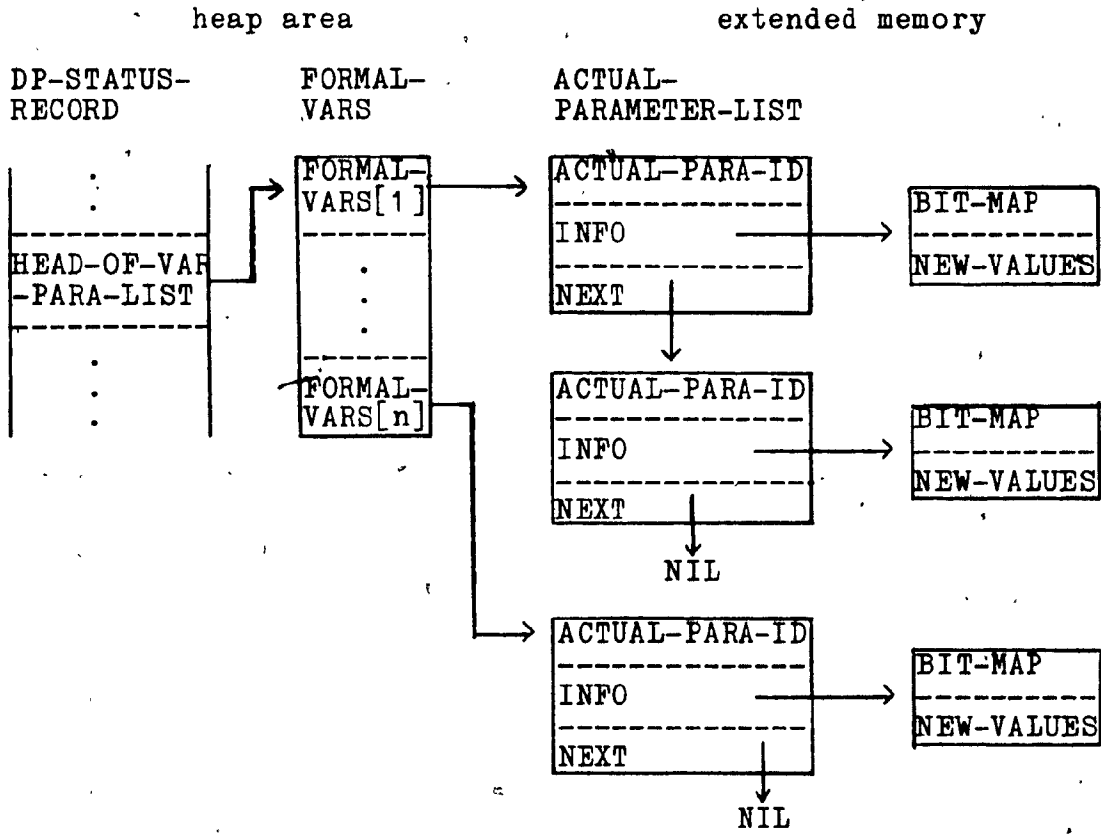 heap area
extended memory
DP-STATUS-
RECORD
FORMAL-
VARS
ACTUAL-
PARAMETER-LIST
HEAD-OF-VAR
-PARA-LIST
FORMAL-
VARS[1]
FORMAL-
VARS[n]
ACTUAL-PARA-ID
INFO
NEXT
BIT-MAP
NEW-VALUES
ACTUAL-PARA-ID
INFO
NEXT
NIL
BIT-MAP
NEW-VALUES
ACTUAL-PARA-ID
INFO
NEXT
NIL
BIT-MAP
NEW-VALUES